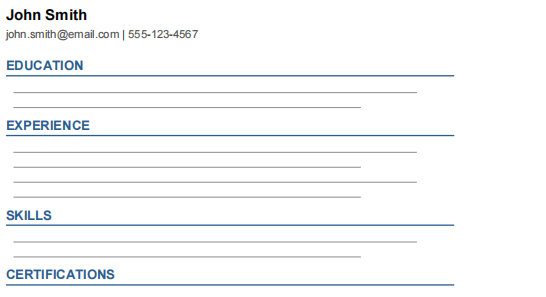 John Smith
john.smith@email.com | 555-123-4567
EDUCATION
EXPERIENCE
SKILLS
CERTIFICATIONS